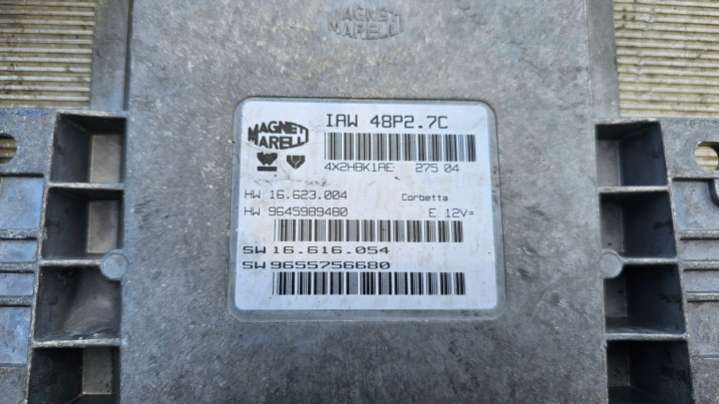 MAGNETI
MARELLI
MAGNETI
MARELLI
IAW 48P2.7C
4X2H8K1AE 275 04
HW 16.623.004 Corbetta
HW 9645989480 E 12V=
SW 16.616.054
SW 9655756680